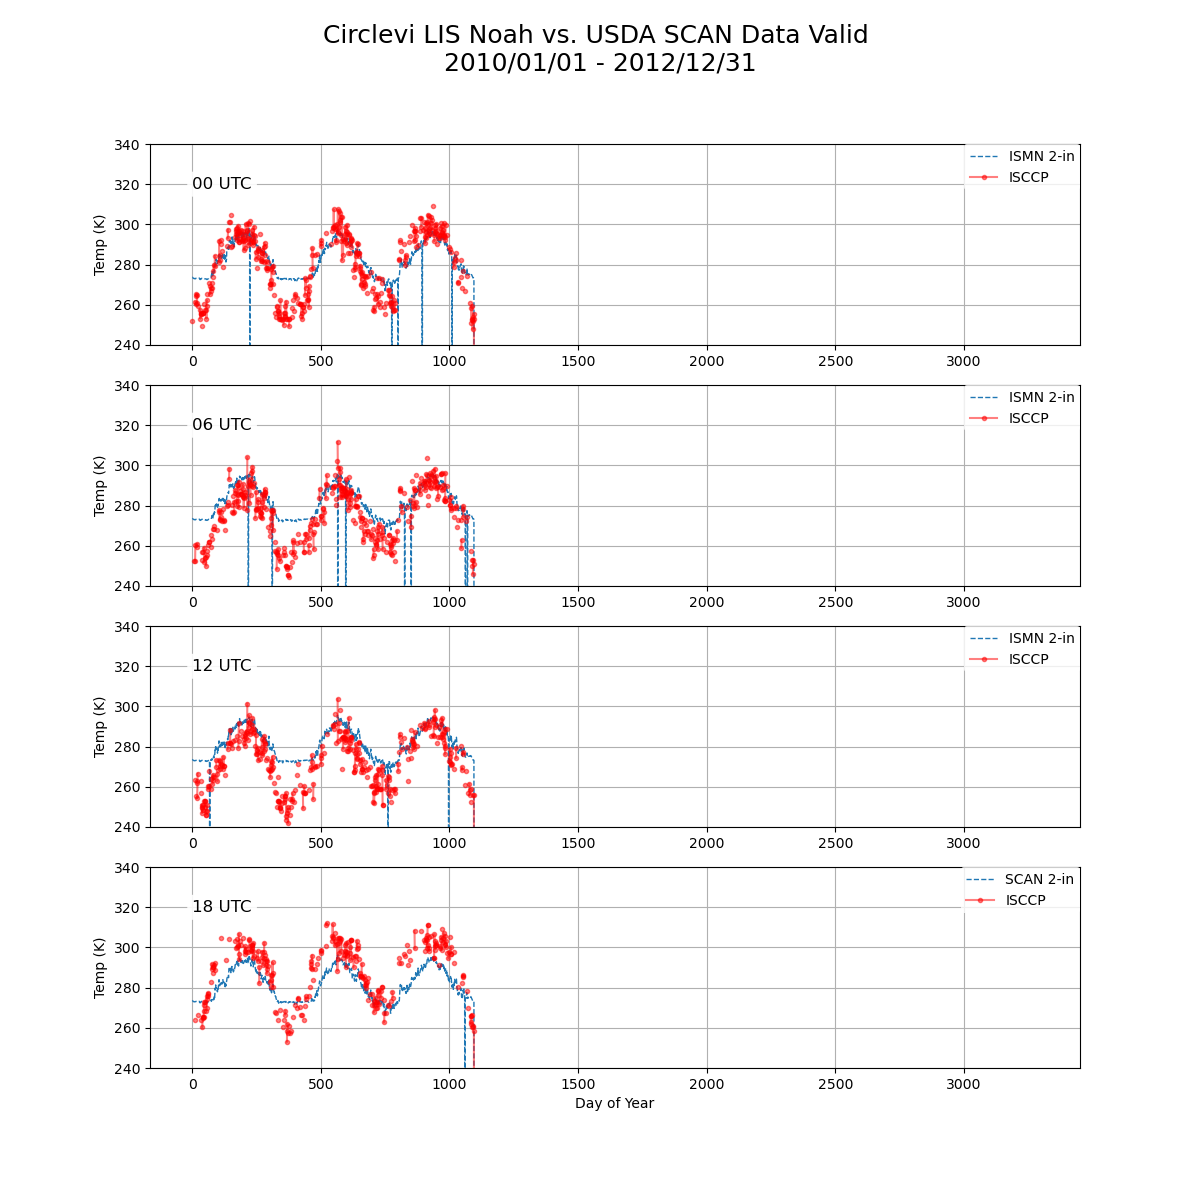 Circlevi LIS Noah vs. USDA SCAN Data Valid
2010/01/01 - 2012/12/31
340
320
300
280
260
240
Temp (K)
00 UTC
ISMN 2-in
ISCCP
0 500 1000 1500 2000 2500 3000
340
320
300
280
260
240
Temp (K)
06 UTC
ISMN 2-in
ISCCP
0 500 1000 1500 2000 2500 3000
340
320
300
280
260
240
Temp (K)
12 UTC
ISMN 2-in
ISCCP
0 500 1000 1500 2000 2500 3000
340
320
300
280
260
240
Temp (K)
18 UTC
SCAN 2-in
ISCCP
0 500 1000 1500 2000 2500 3000
Day of Year